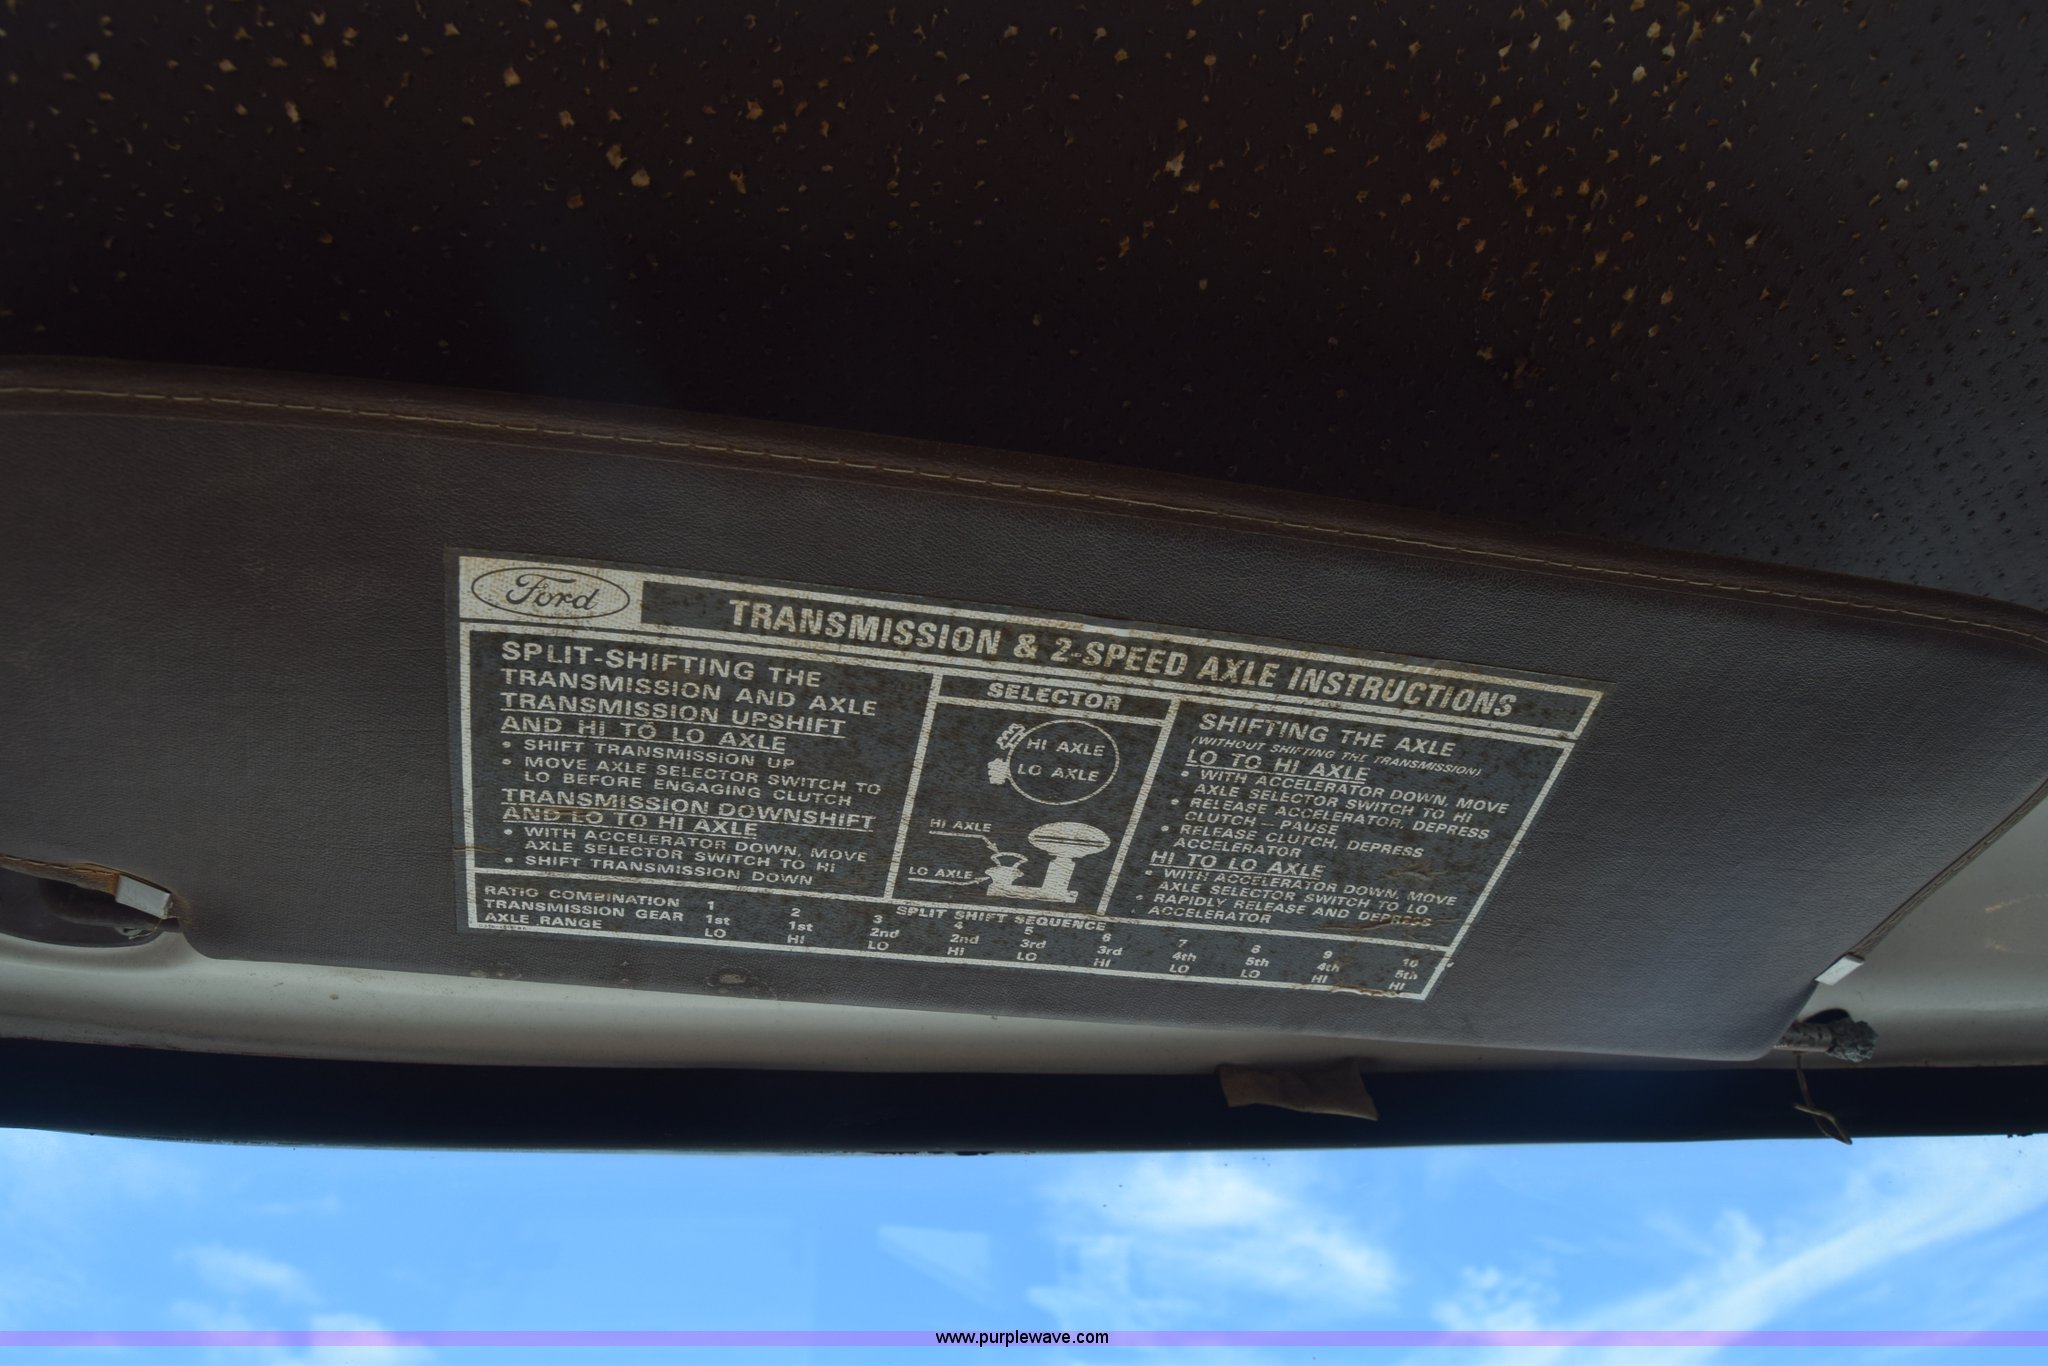 Ford
TRANSMISSION & 2-SPEED AXLE INSTRUCTIONS
SPLIT-SHIFTING THE
TRANSMISSION AND AXLE
TRANSMISSION UPSHIFT
AND HI TO LO AXLE
• SHIFT TRANSMISSION UP
• MOVE AXLE SELECTOR SWITCH TO
LO BEFORE ENGAGING CLUTCH
TRANSMISSION DOWNSHIFT
AND LO TO HI AXLE
• WITH ACCELERATOR DOWN, MOVE
AXLE SELECTOR SWITCH TO HI
• SHIFT TRANSMISSION DOWN
SELECTOR
HI AXLE
LO AXLE
HI AXLE
LO AXLE
SHIFTING THE AXLE
(WITHOUT SHIFTING THE TRANSMISSION)
LO TO HI AXLE
• WITH ACCELERATOR DOWN, MOVE
AXLE SELECTOR SWITCH TO HI
• RELEASE ACCELERATOR, DEPRESS
CLUTCH – PAUSE
• RELEASE CLUTCH, DEPRESS
ACCELERATOR
HI TO LO AXLE
• WITH ACCELERATOR DOWN, MOVE
AXLE SELECTOR SWITCH TO LO
• RAPIDLY RELEASE AND DEPRESS
ACCELERATOR
SPLIT SHIFT SEQUENCE
RATIO COMBINATION 1 2 3 4 5 6 7 8 9 10
TRANSMISSION GEAR 1st 1st 2nd 2nd 3rd 3rd 4th 5th 4th 5th
AXLE RANGE LO HI LO HI LO HI LO LO HI HI
www.purplewave.com